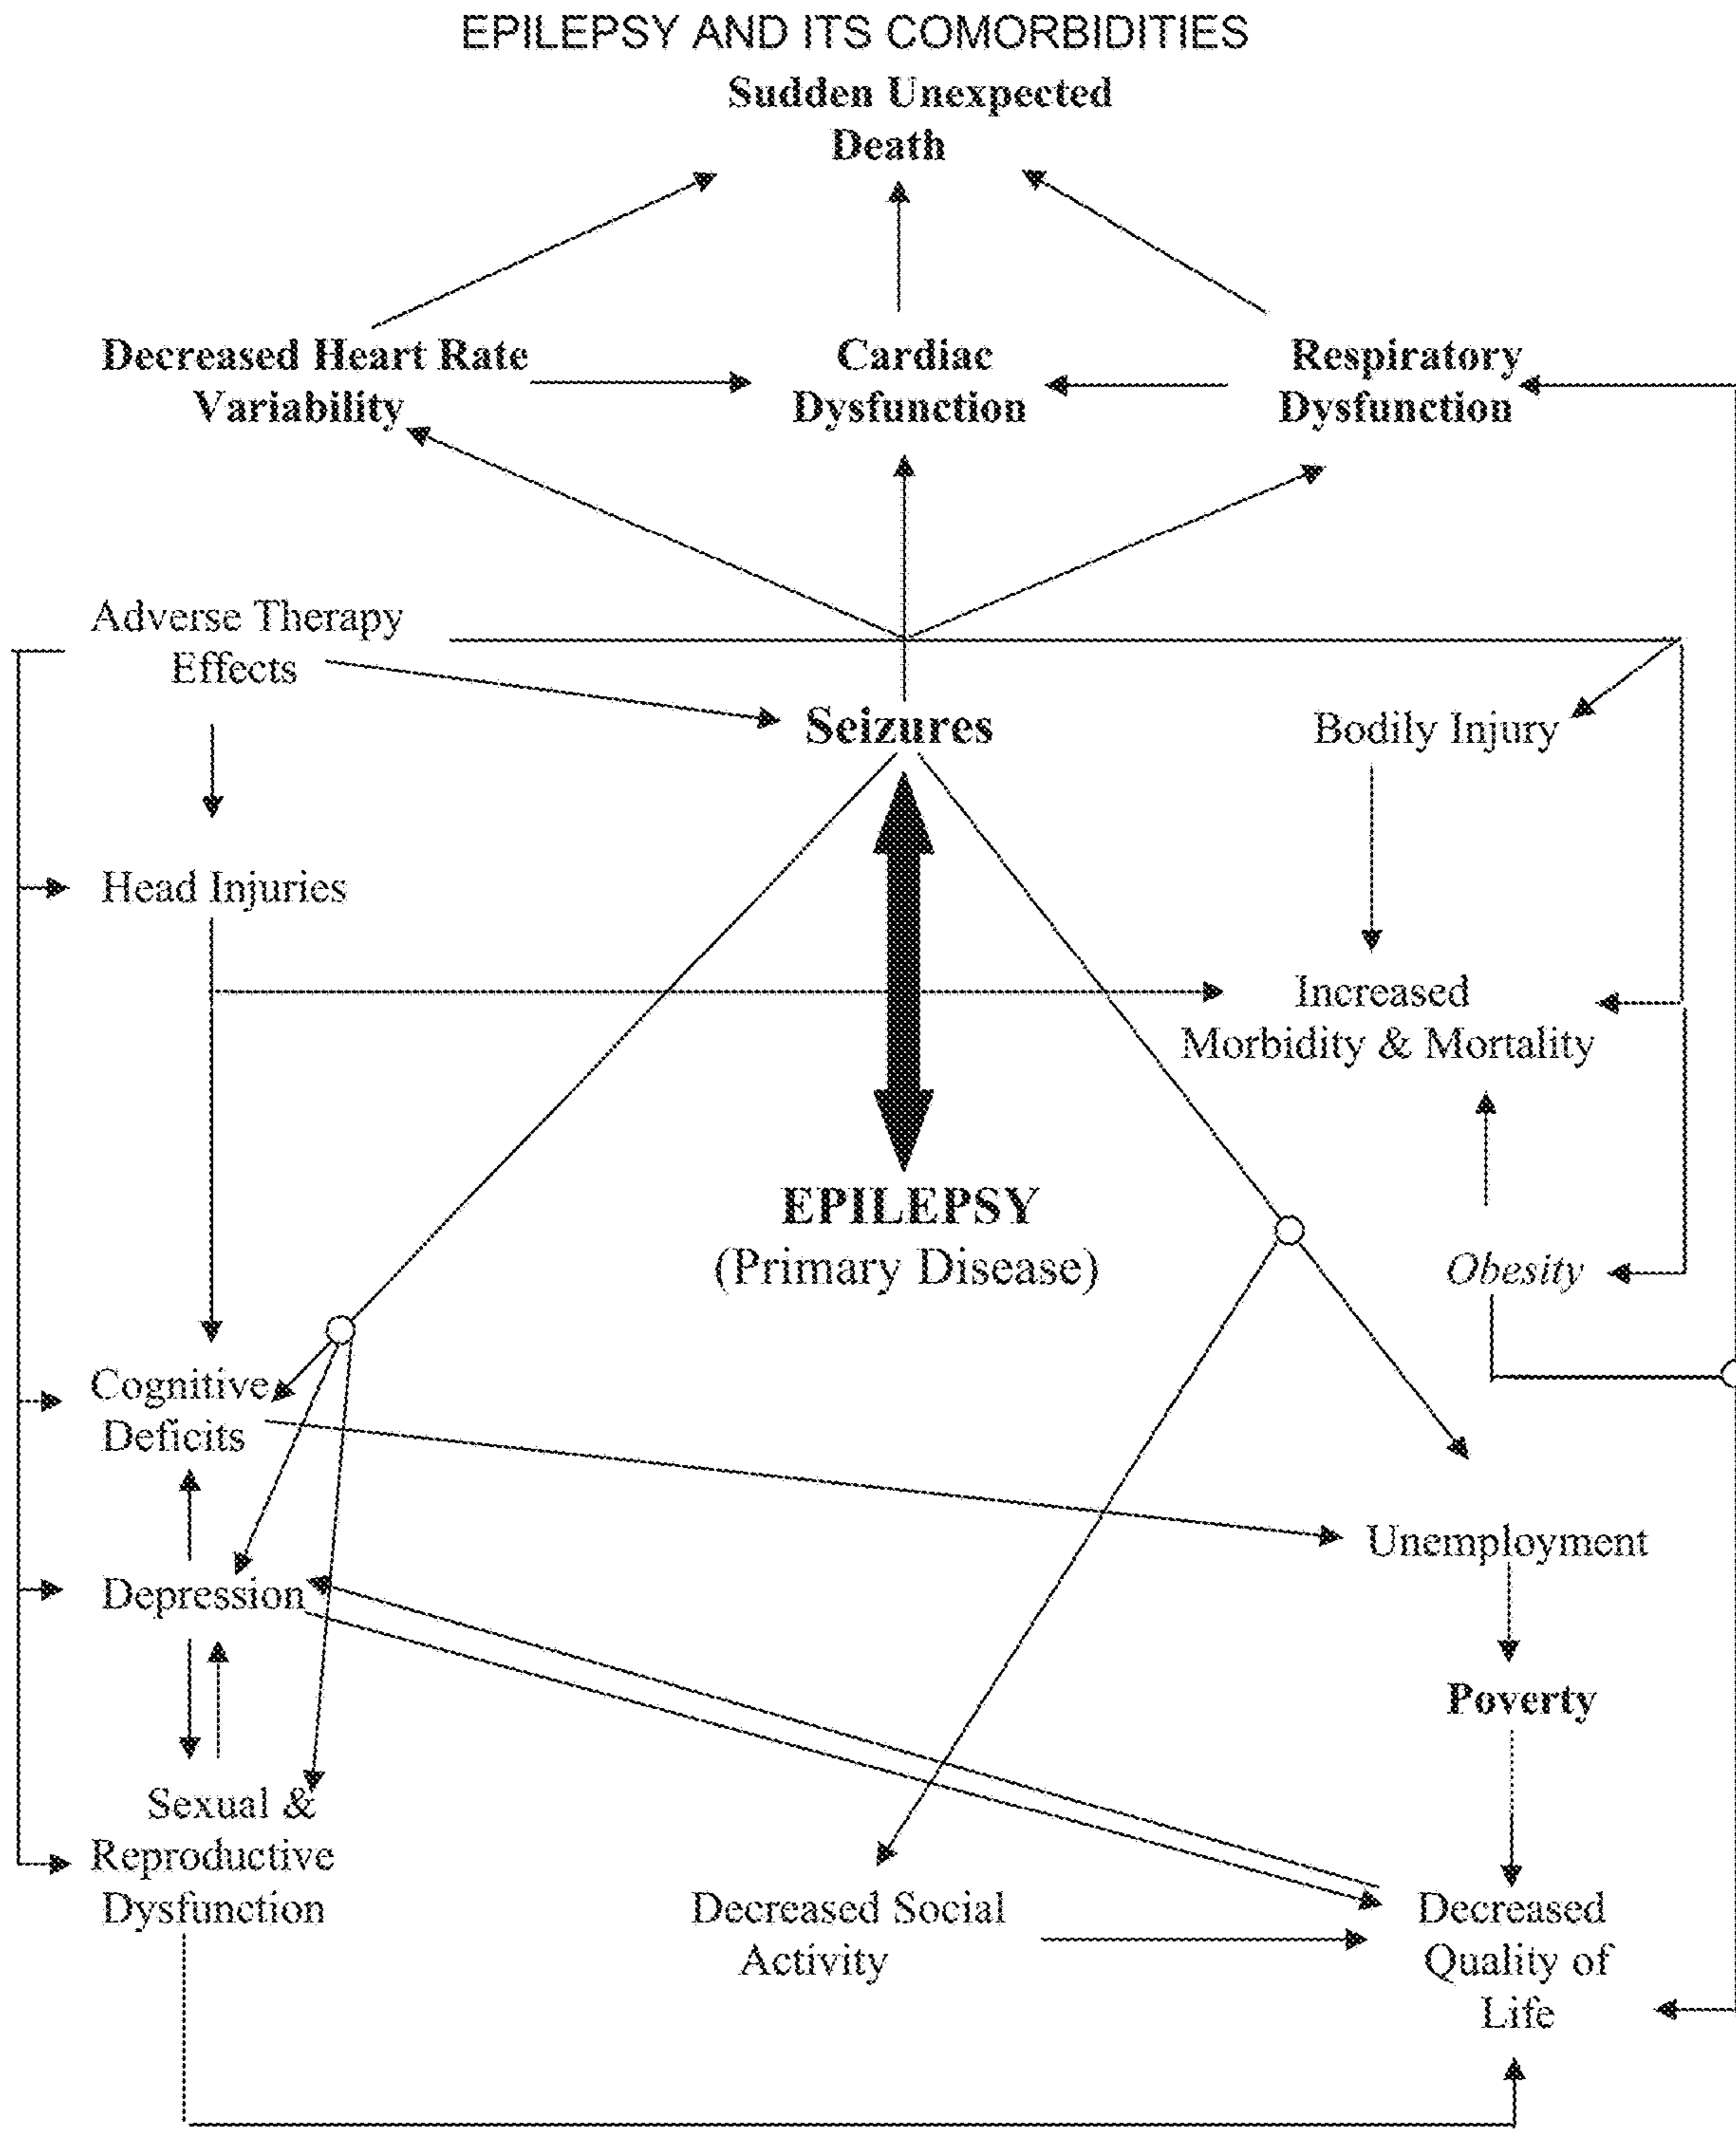 EPILEPSY AND ITS COMORBIDITIES
Sudden Unexpected
Death
Decreased Heart Rate
Variability
Cardiac
Dysfunction
Respiratory
Dysfunction
Adverse Therapy
Effects
Seizures
Bodily Injury
Head Injuries
Increased
Morbidity & Mortality
EPILEPSY
(Primary Disease)
Obesity
Cognitive
Deficits
Unemployment
Depression
Poverty
Sexual &
Reproductive
Dysfunction
Decreased Social
Activity
Decreased
Quality of
Life